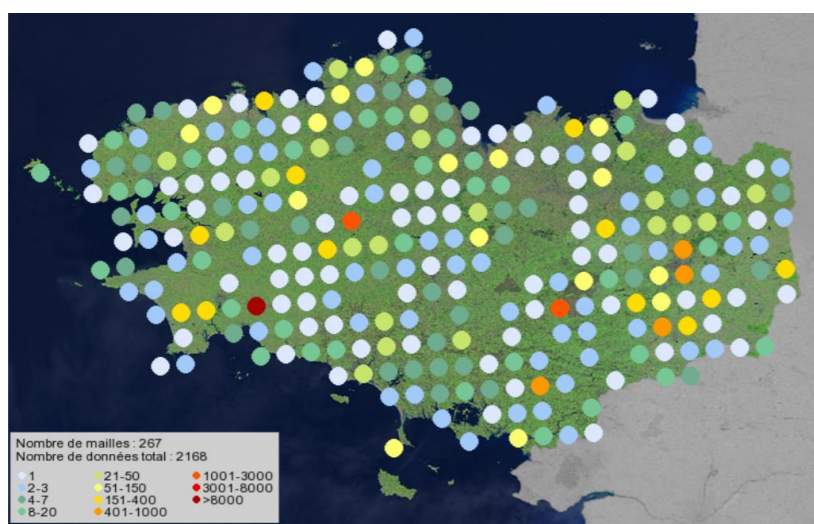 Nombre de mailles : 267
Nombre de données total : 2168
1 21-50 1001-3000
2-3 51-150 3001-8000
4-7 151-400 >8000
8-20 401-1000